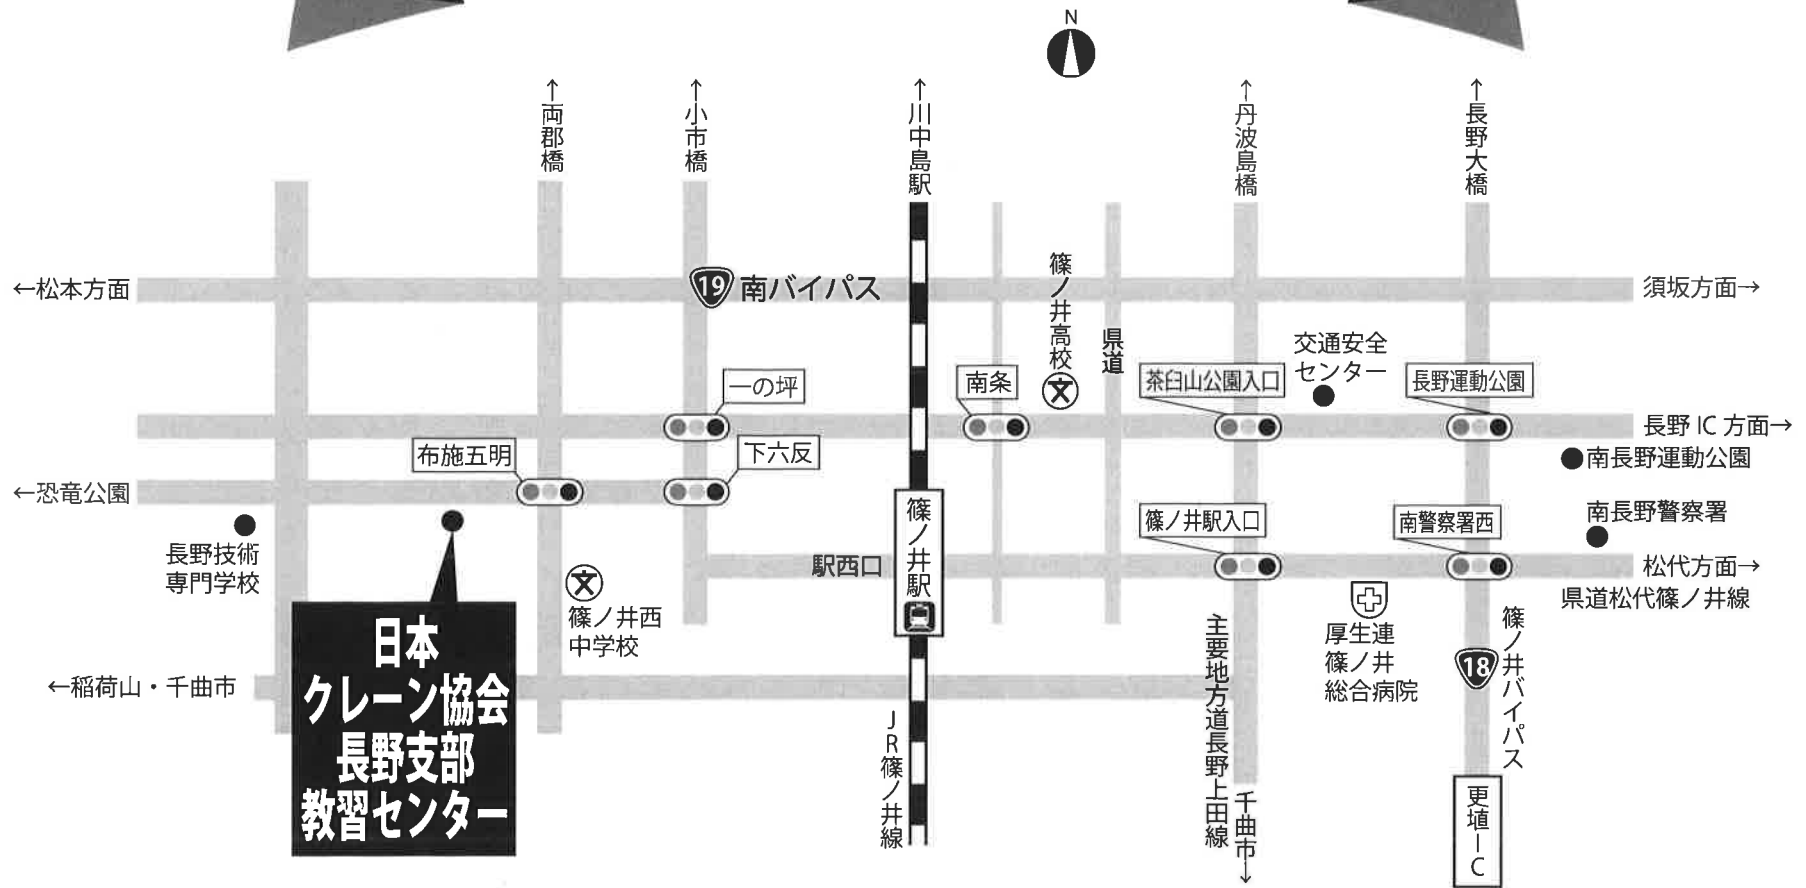 N
↑両郡橋
↑小市橋
↑川中島駅
↑丹波島橋
↑長野大橋
←松本方面
19
南バイパス
須坂方面→
篠ノ井高校
文
県道
交通安全
センター
一の坪
南条
茶臼山公園入口
長野運動公園
長野IC方面→
南長野運動公園
布施五明
下六反
←恐竜公園
長野技術
専門学校
篠ノ井駅
駅西口
篠ノ井駅入口
南警察署西
南長野警察署
松代方面→
県道松代篠ノ井線
文
篠ノ井西
中学校
厚生連
篠ノ井
総合病院
18
篠ノ井バイパス
←稲荷山・千曲市
日本
クレーン協会
長野支部
教習センター
JR篠ノ井線
主要地方道長野上田線
千曲市↓
更埴IC